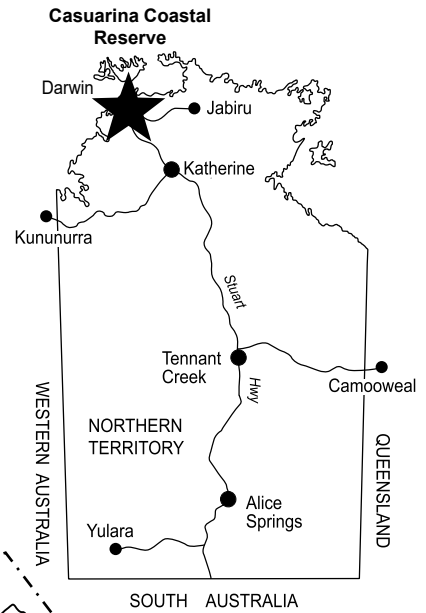 Casuarina Coastal
Reserve
Darwin
Jabiru
Katherine
Kununurra
Stuart
Tennant
Creek
Hwy
Camooweal
WESTERN AUSTRALIA
NORTHERN
TERRITORY
QUEENSLAND
Alice
Springs
Yulara
SOUTH AUSTRALIA